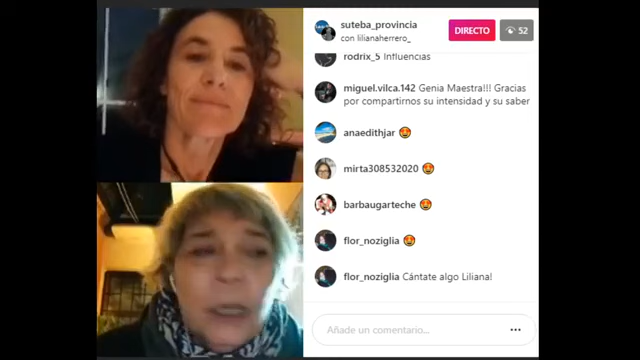 suteba_provincia
con lilianaherrero_
DIRECTO
52
rodrix_5 Influencias
miguel.vilca.142 Genia Maestra!!! Gracias
por compartirnos su intensidad y su saber
anaedithjar 🤩
mirta308532020 🤩
barbaugarteche 🤩
flor_noziglia 🤩
flor_noziglia Cántate algo Liliana!
Añade un comentario...